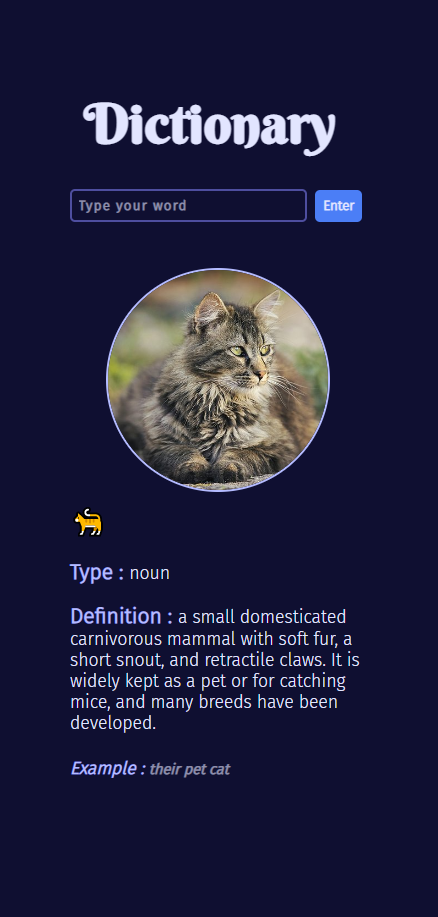 Dictionary
Type your word
Enter
Type : noun
Definition : a small domesticated
carnivorous mammal with soft fur, a
short snout, and retractile claws. It is
widely kept as a pet or for catching
mice, and many breeds have been
developed.
Example : their pet cat